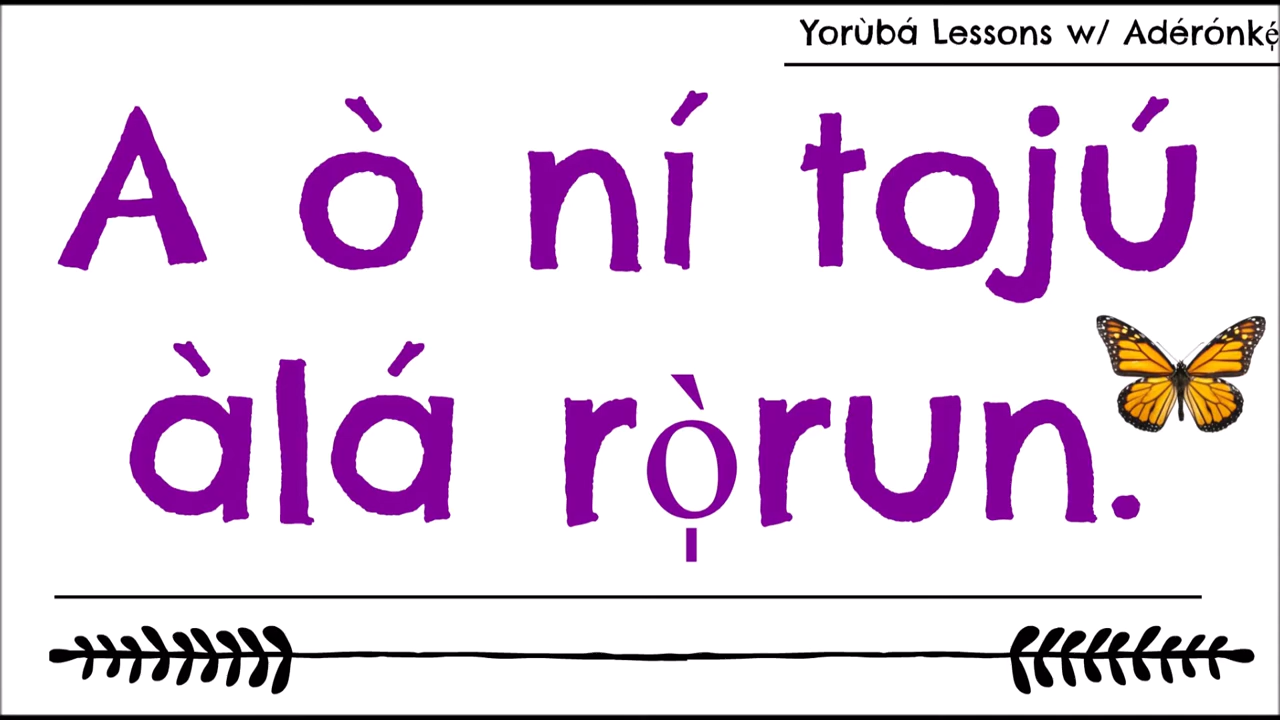 Yorùbá Lessons w/ Adérónkẹ́
A ò ní tojú
àlá rọ̀run.